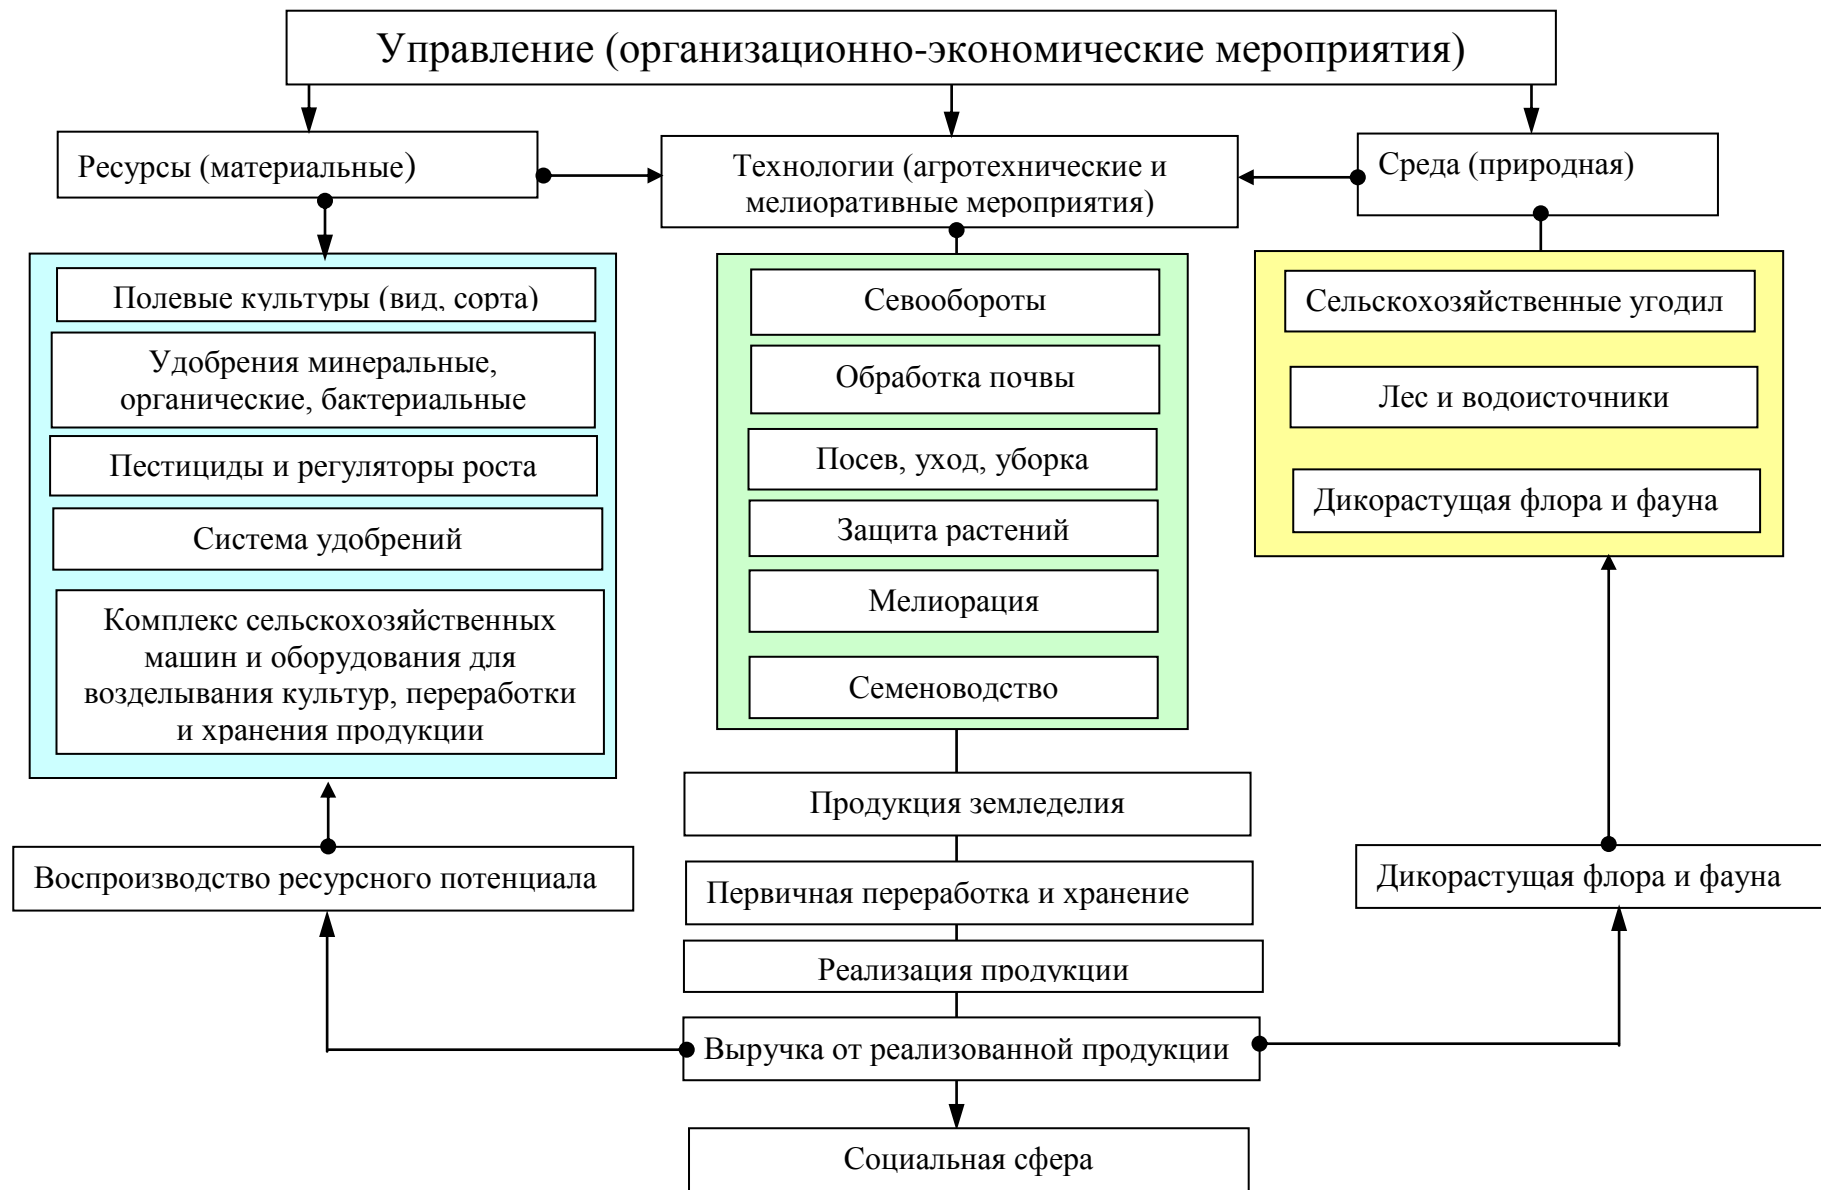 Управление (организационно-экономические мероприятия)
Ресурсы (материальные)
Технологии (агротехнические и
мелиоративные мероприятия)
Среда (природная)
Полевые культуры (вид, сорта)
Удобрения минеральные,
органические, бактериальные
Пестициды и регуляторы роста
Система удобрений
Комплекс сельскохозяйственных
машин и оборудования для
возделывания культур, переработки
и хранения продукции
Севообороты
Обработка почвы
Посев, уход, уборка
Защита растений
Мелиорация
Семеноводство
Сельскохозяйственные угодил
Лес и водоисточники
Дикорастущая флора и фауна
Продукция земледелия
Первичная переработка и хранение
Реализация продукции
Воспроизводство ресурсного потенциала
Дикорастущая флора и фауна
Выручка от реализованной продукции
Социальная сфера